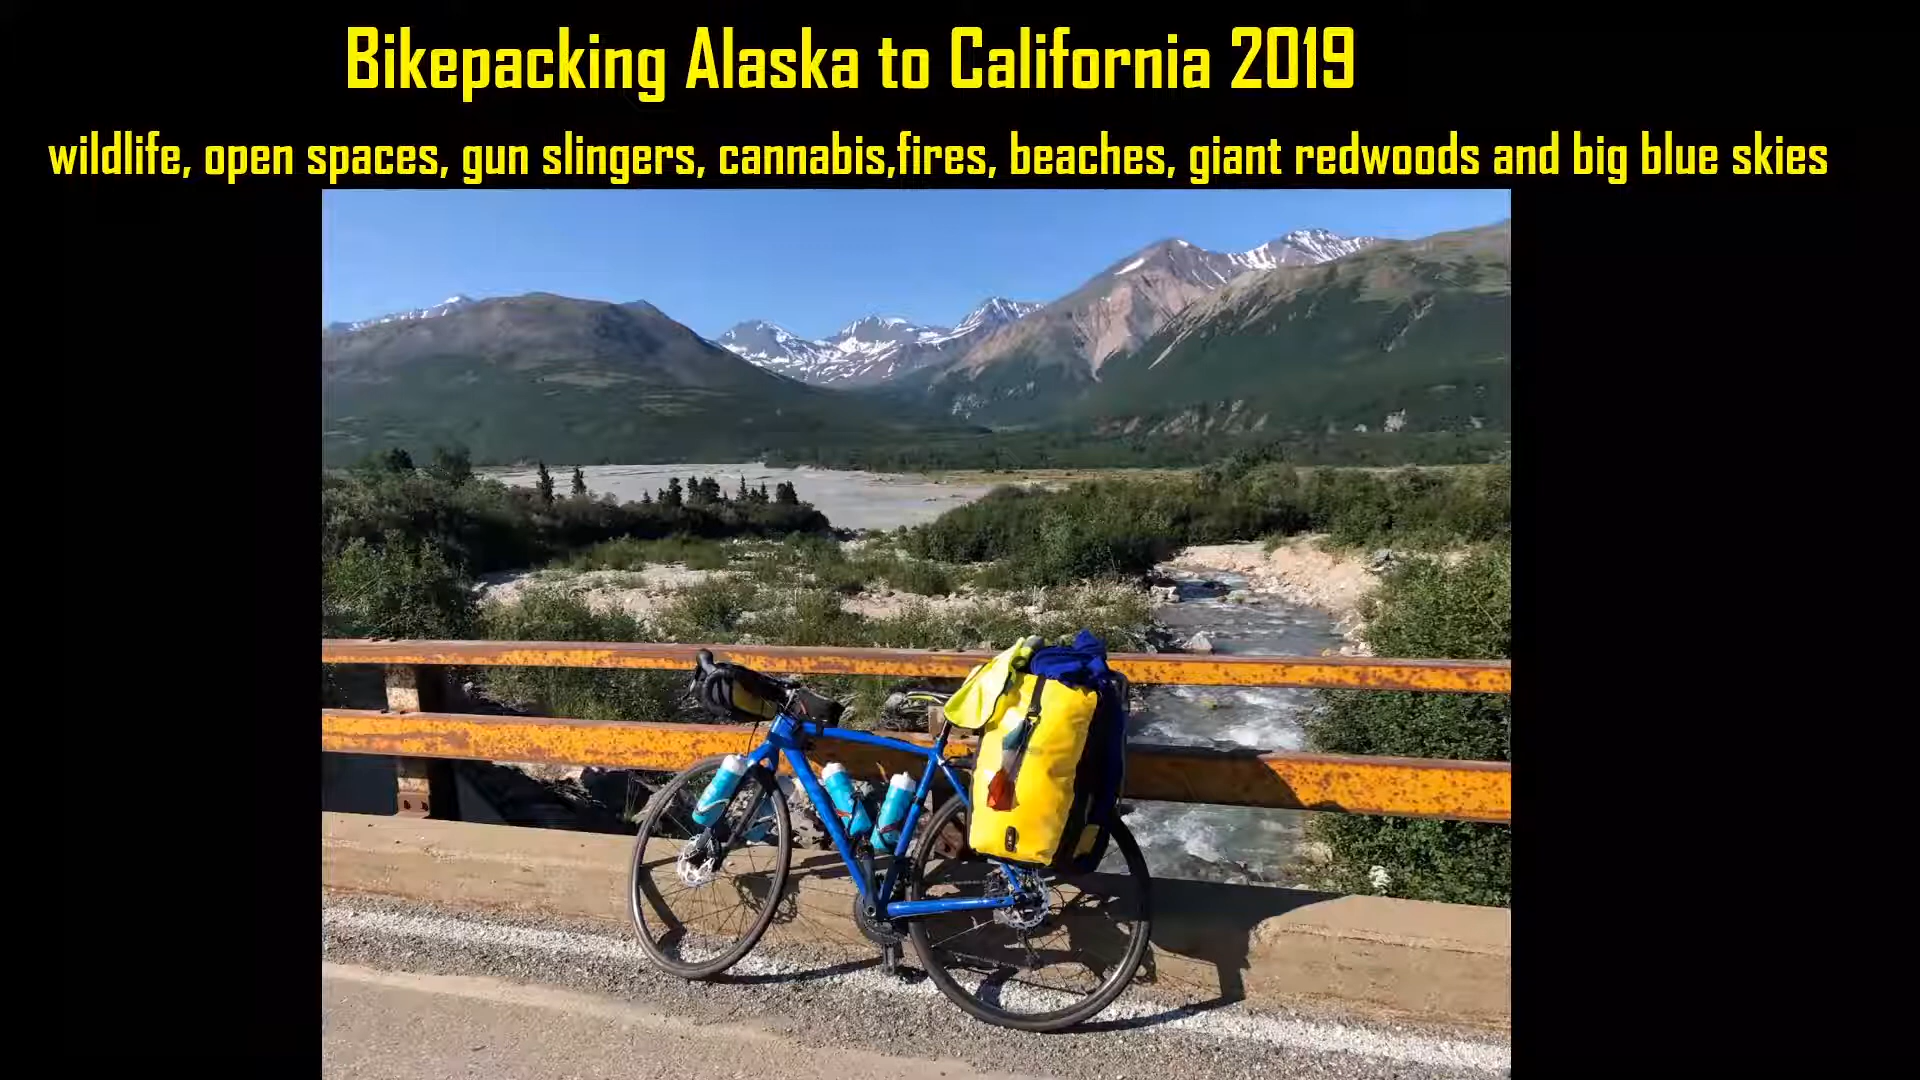 Bikepacking Alaska to California 2019
wildlife, open spaces, gun slingers, cannabis,fires, beaches, giant redwoods and big blue skies